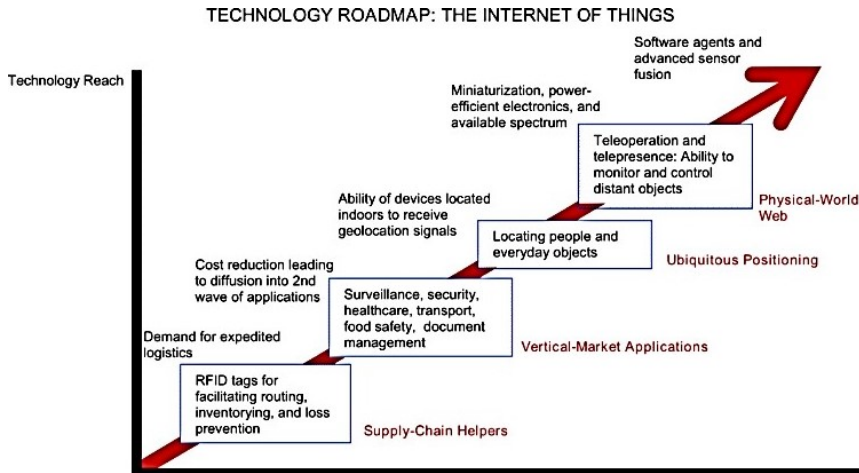 TECHNOLOGY ROADMAP: THE INTERNET OF THINGS
Technology Reach
Software agents and
advanced sensor
fusion
Miniaturization, power-
efficient electronics, and
available spectrum
Teleoperation and
telepresence: Ability to
monitor and control
distant objects
Physical-World
Web
Ability of devices located
indoors to receive
geolocation signals
Locating people and
everyday objects
Ubiquitous Positioning
Cost reduction leading
to diffusion into 2nd
wave of applications
Surveillance, security,
healthcare, transport,
food safety, document
management
Vertical-Market Applications
Demand for expedited
logistics
RFID tags for
facilitating routing,
inventorying, and loss
prevention
Supply-Chain Helpers